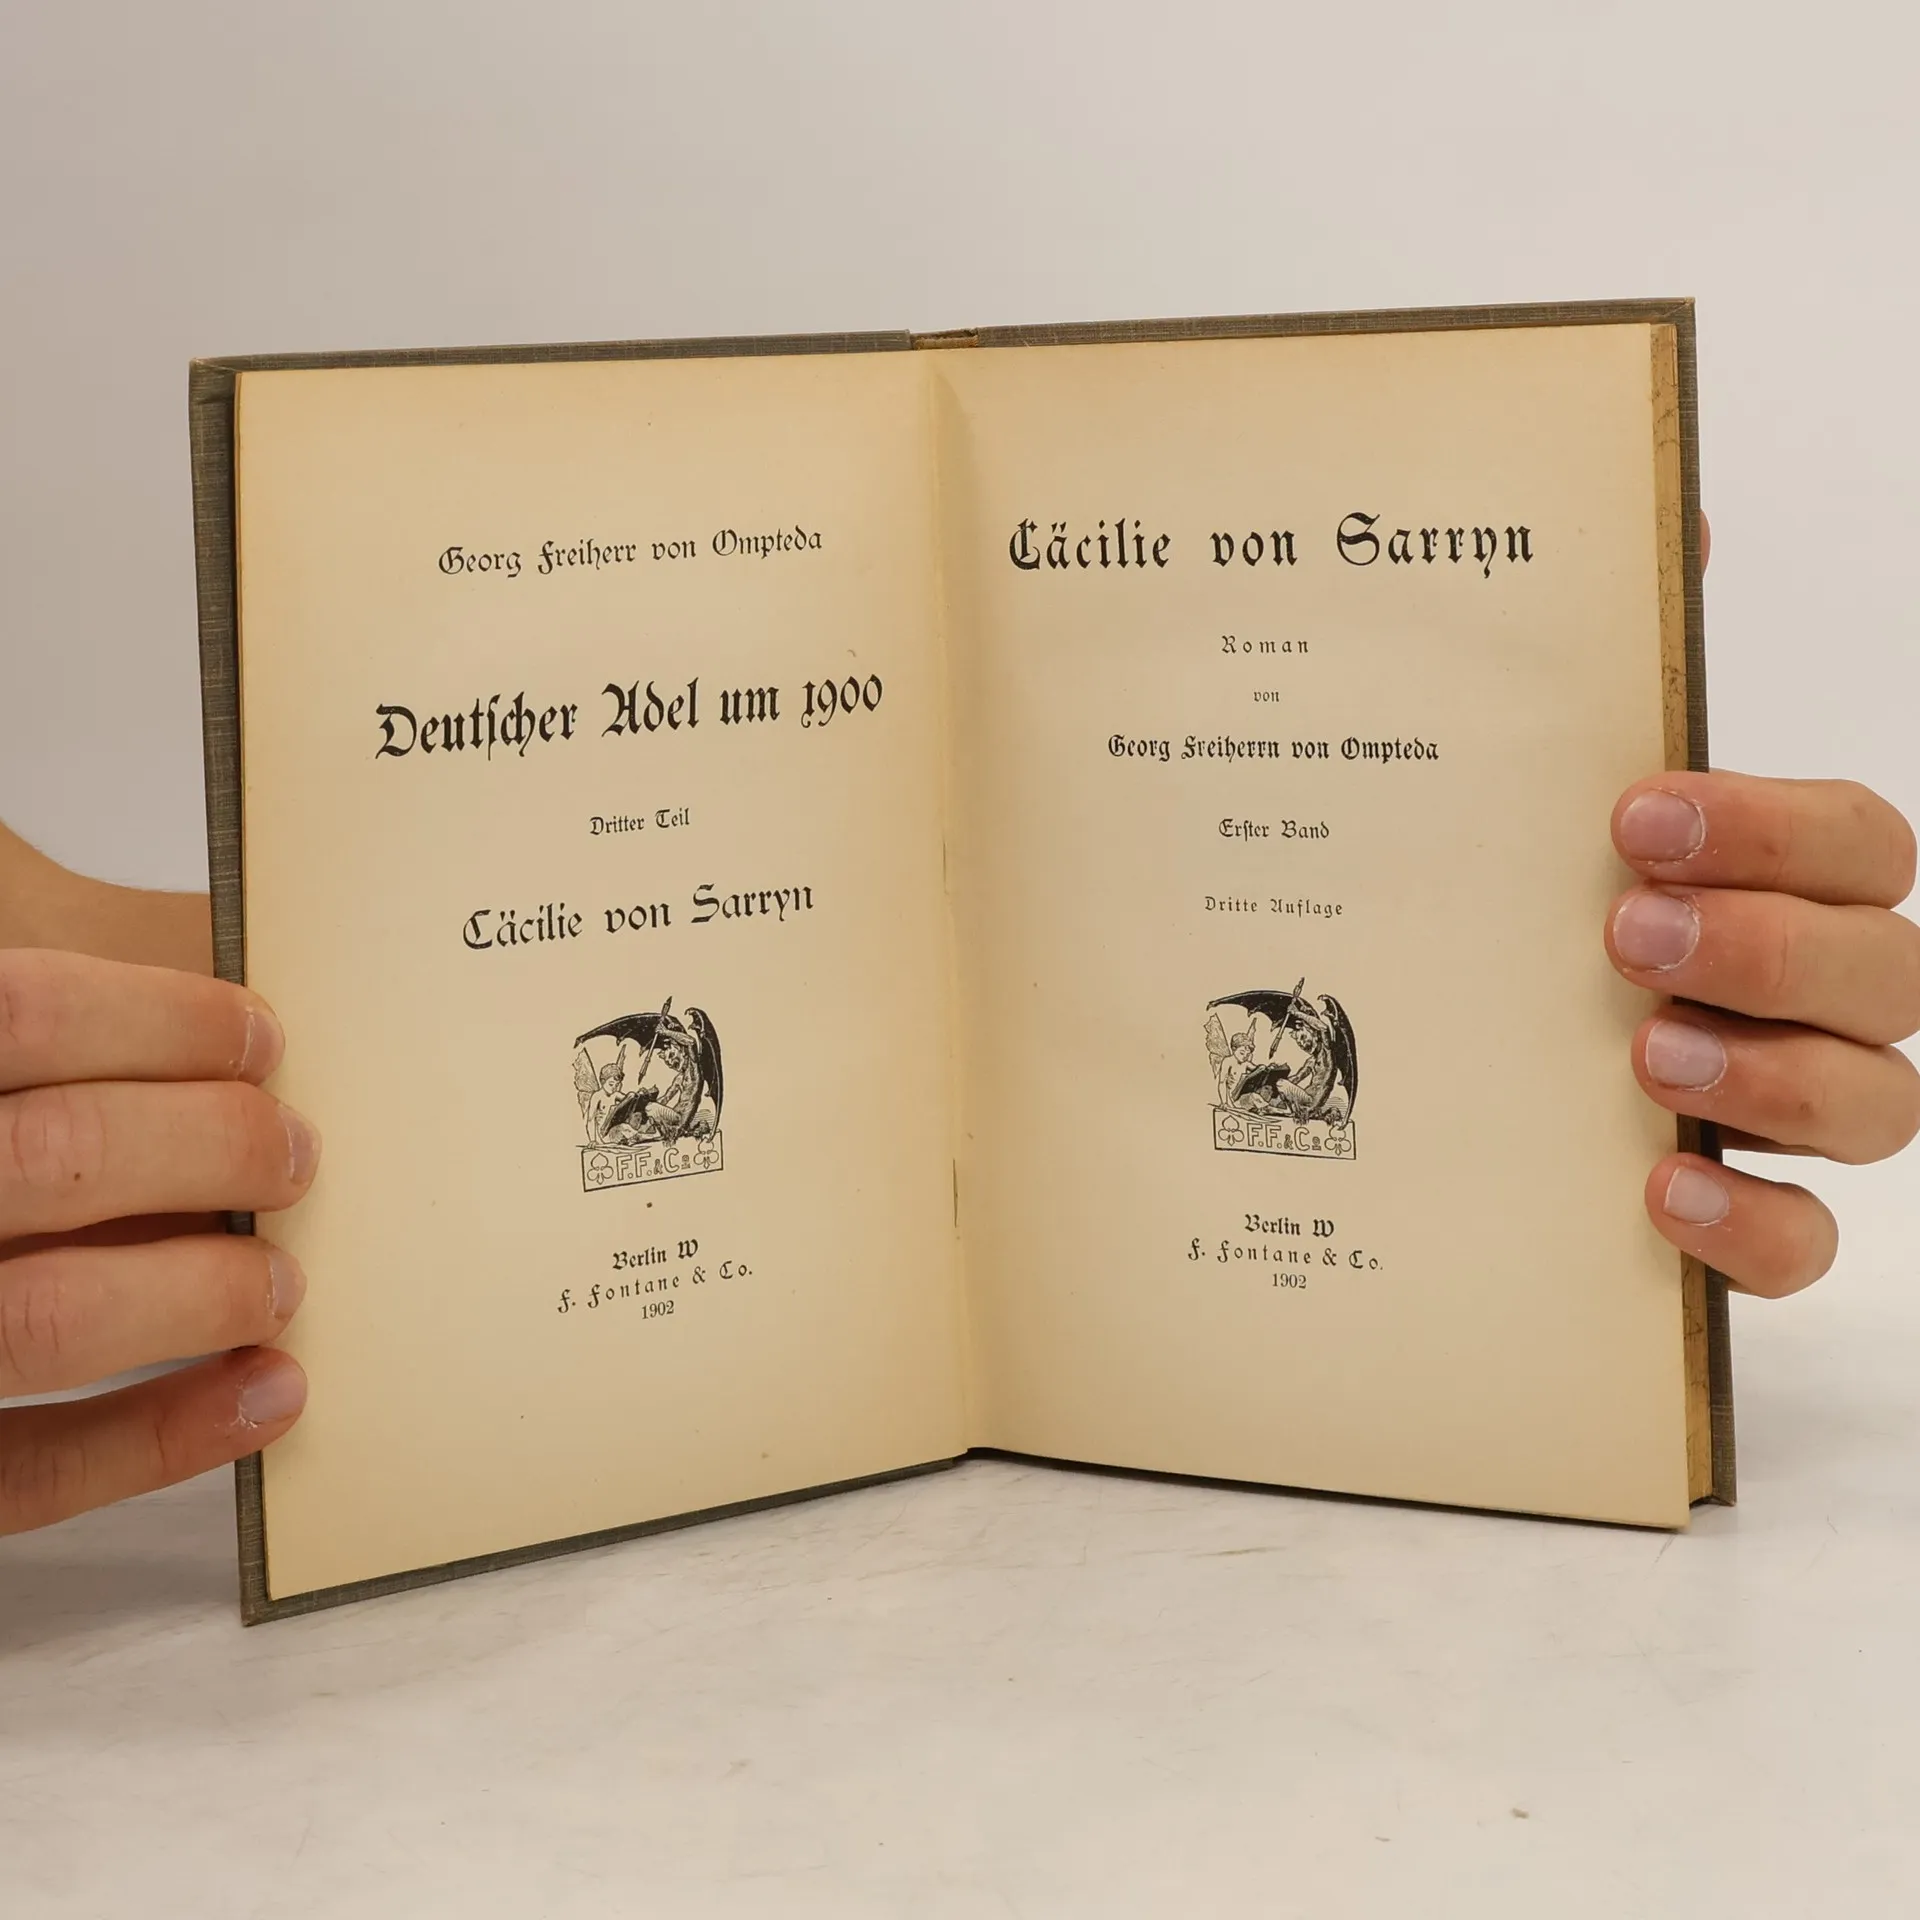 Georg Freiherr von Ompteda
Deutſcher Adel um 1900
Dritter Teil
Cäcilie von Sarryn
F.F. & Co
Berlin W
F. Fontane & Co.
1902
Cäcilie von Sarryn
Roman
von
Georg Freiherrn von Ompteda
Erſter Band
Dritte Auflage
F.F. & Co
Berlin W
F. Fontane & Co.
1902